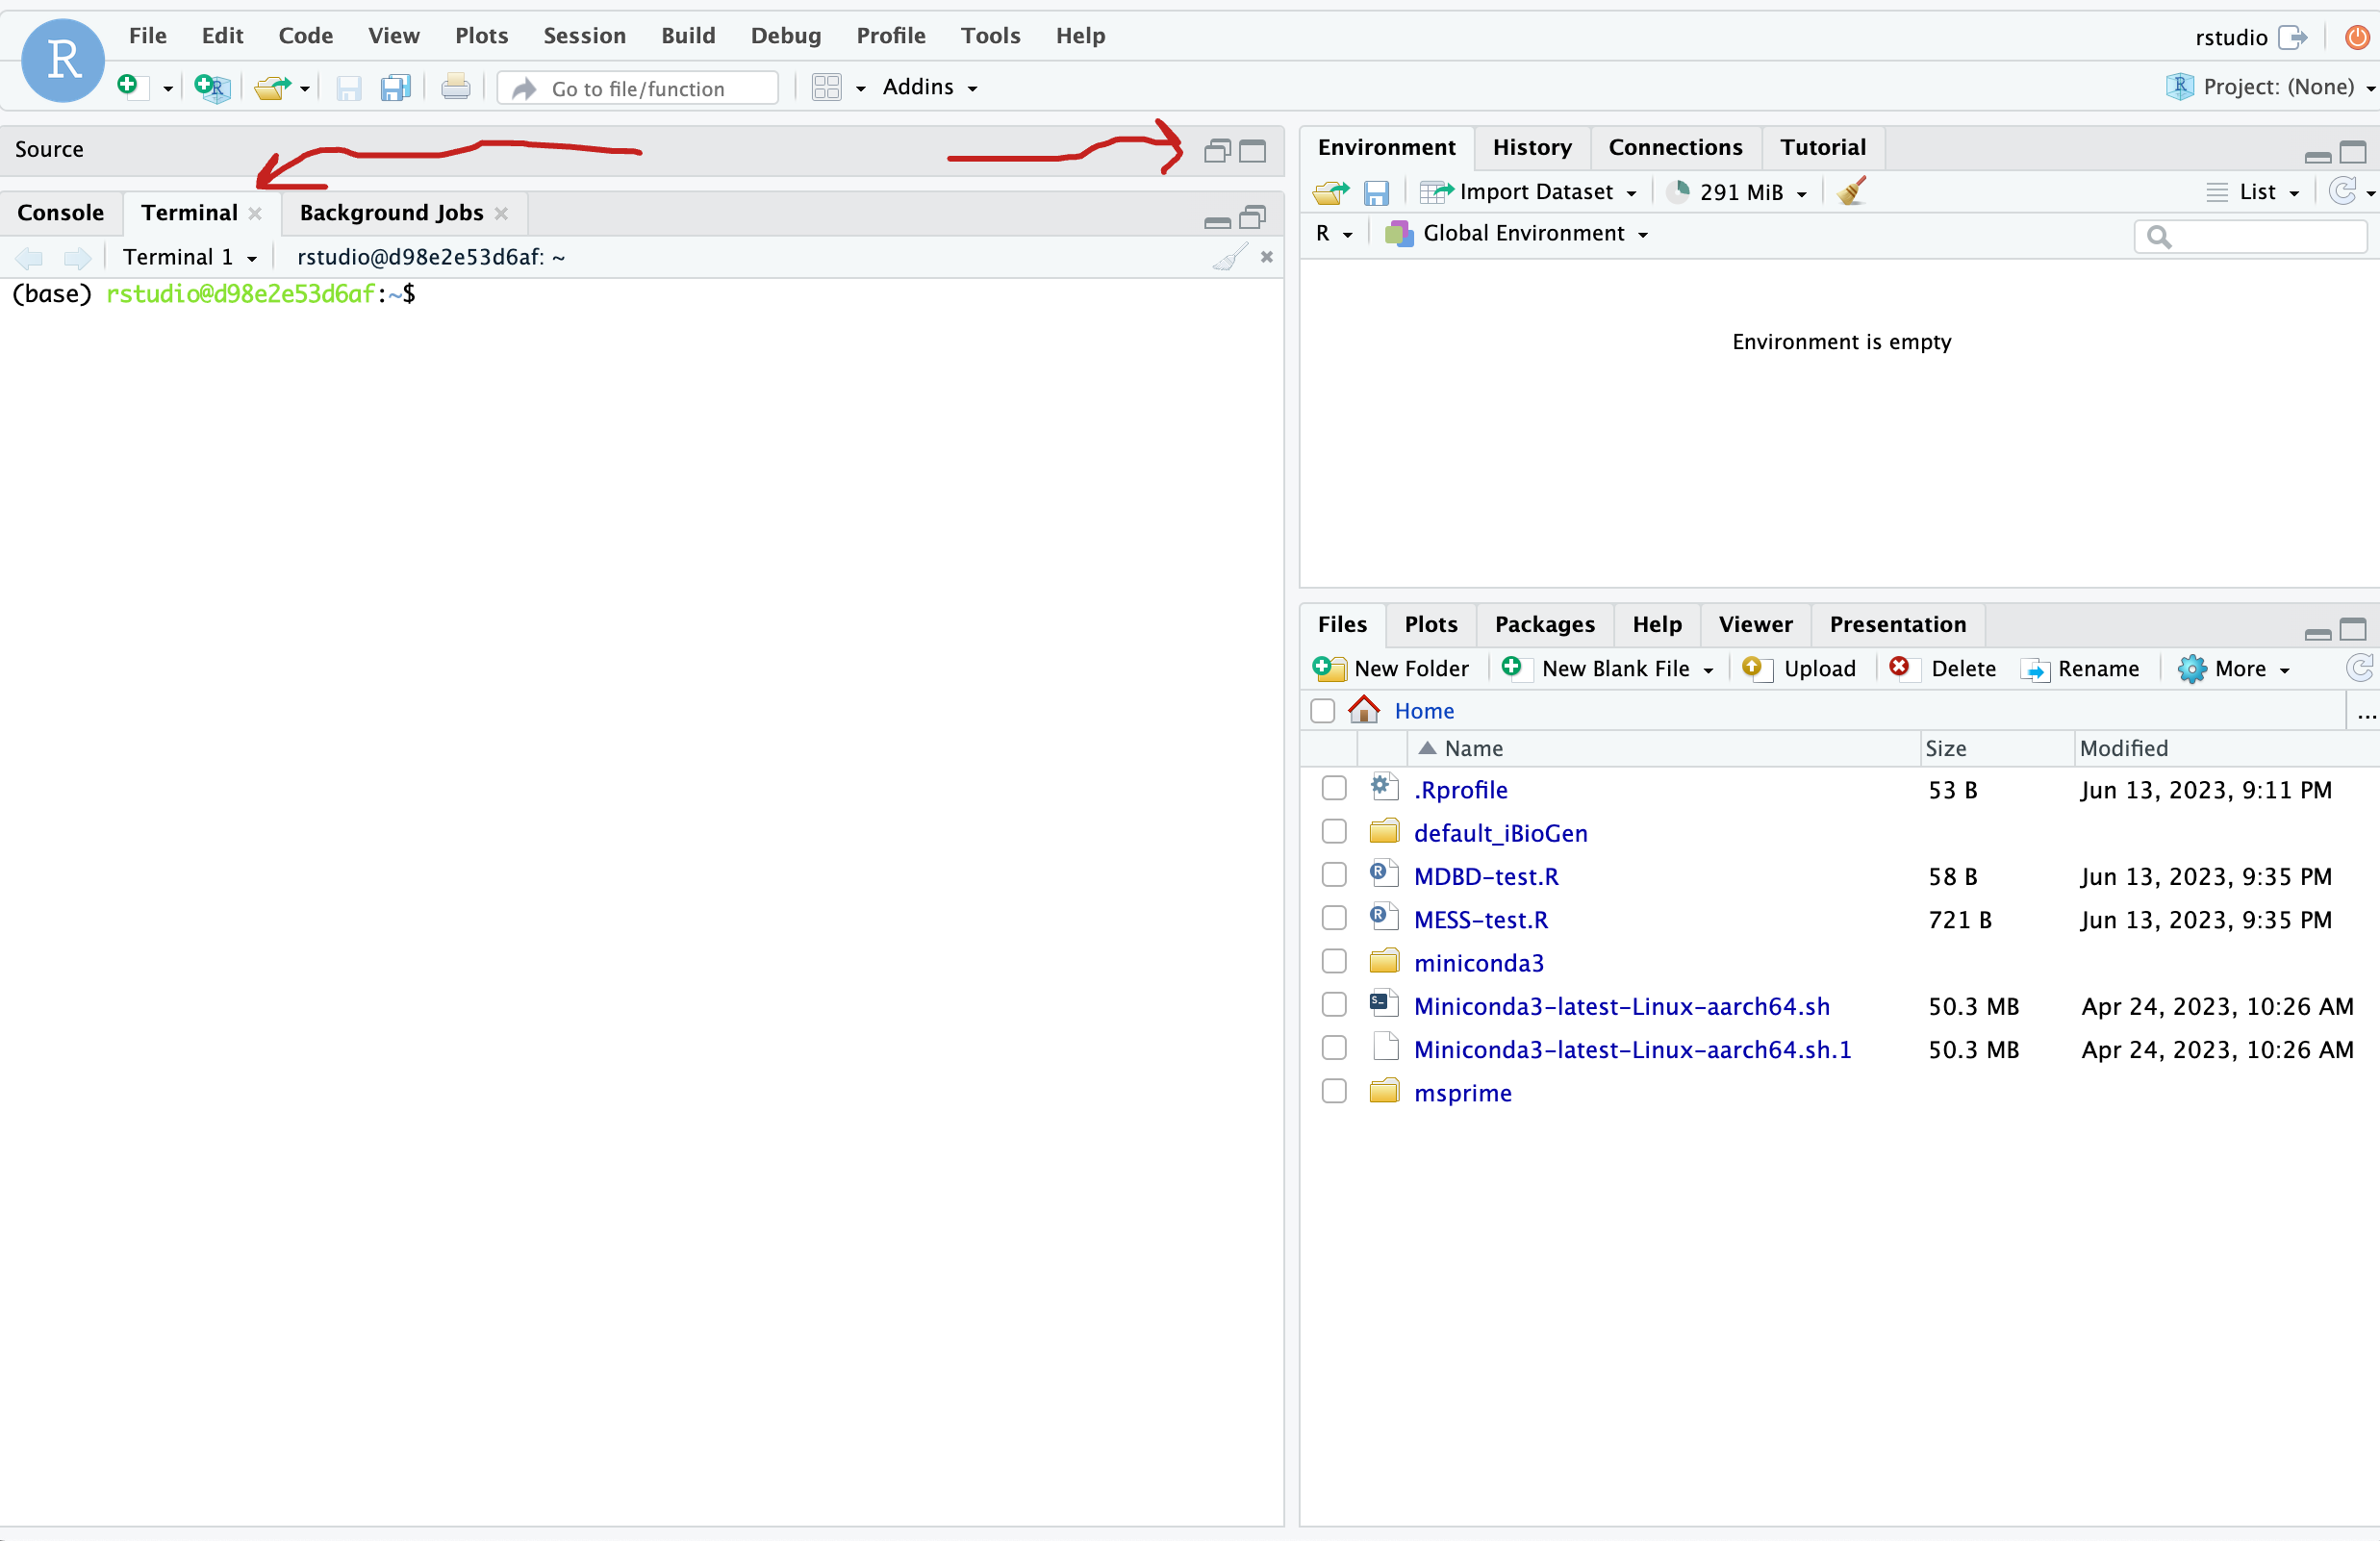 R
File Edit Code View Plots Session Build Debug Profile Tools Help
rstudio
R Go to file/function Addins
R Project: (None)
Source
Console Terminal Background Jobs
Terminal 1 rstudio@d98e2e53d6af: ~
(base) rstudio@d98e2e53d6af:~$
Environment History Connections Tutorial
Import Dataset 291 MiB List
R Global Environment
Environment is empty
Files Plots Packages Help Viewer Presentation
New Folder New Blank File Upload Delete Rename More
Home ...
Name Size Modified
.Rprofile 53 B Jun 13, 2023, 9:11 PM
default_iBioGen
R MDBD-test.R 58 B Jun 13, 2023, 9:35 PM
R MESS-test.R 721 B Jun 13, 2023, 9:35 PM
miniconda3
S_ Miniconda3-latest-Linux-aarch64.sh 50.3 MB Apr 24, 2023, 10:26 AM
Miniconda3-latest-Linux-aarch64.sh.1 50.3 MB Apr 24, 2023, 10:26 AM
msprime